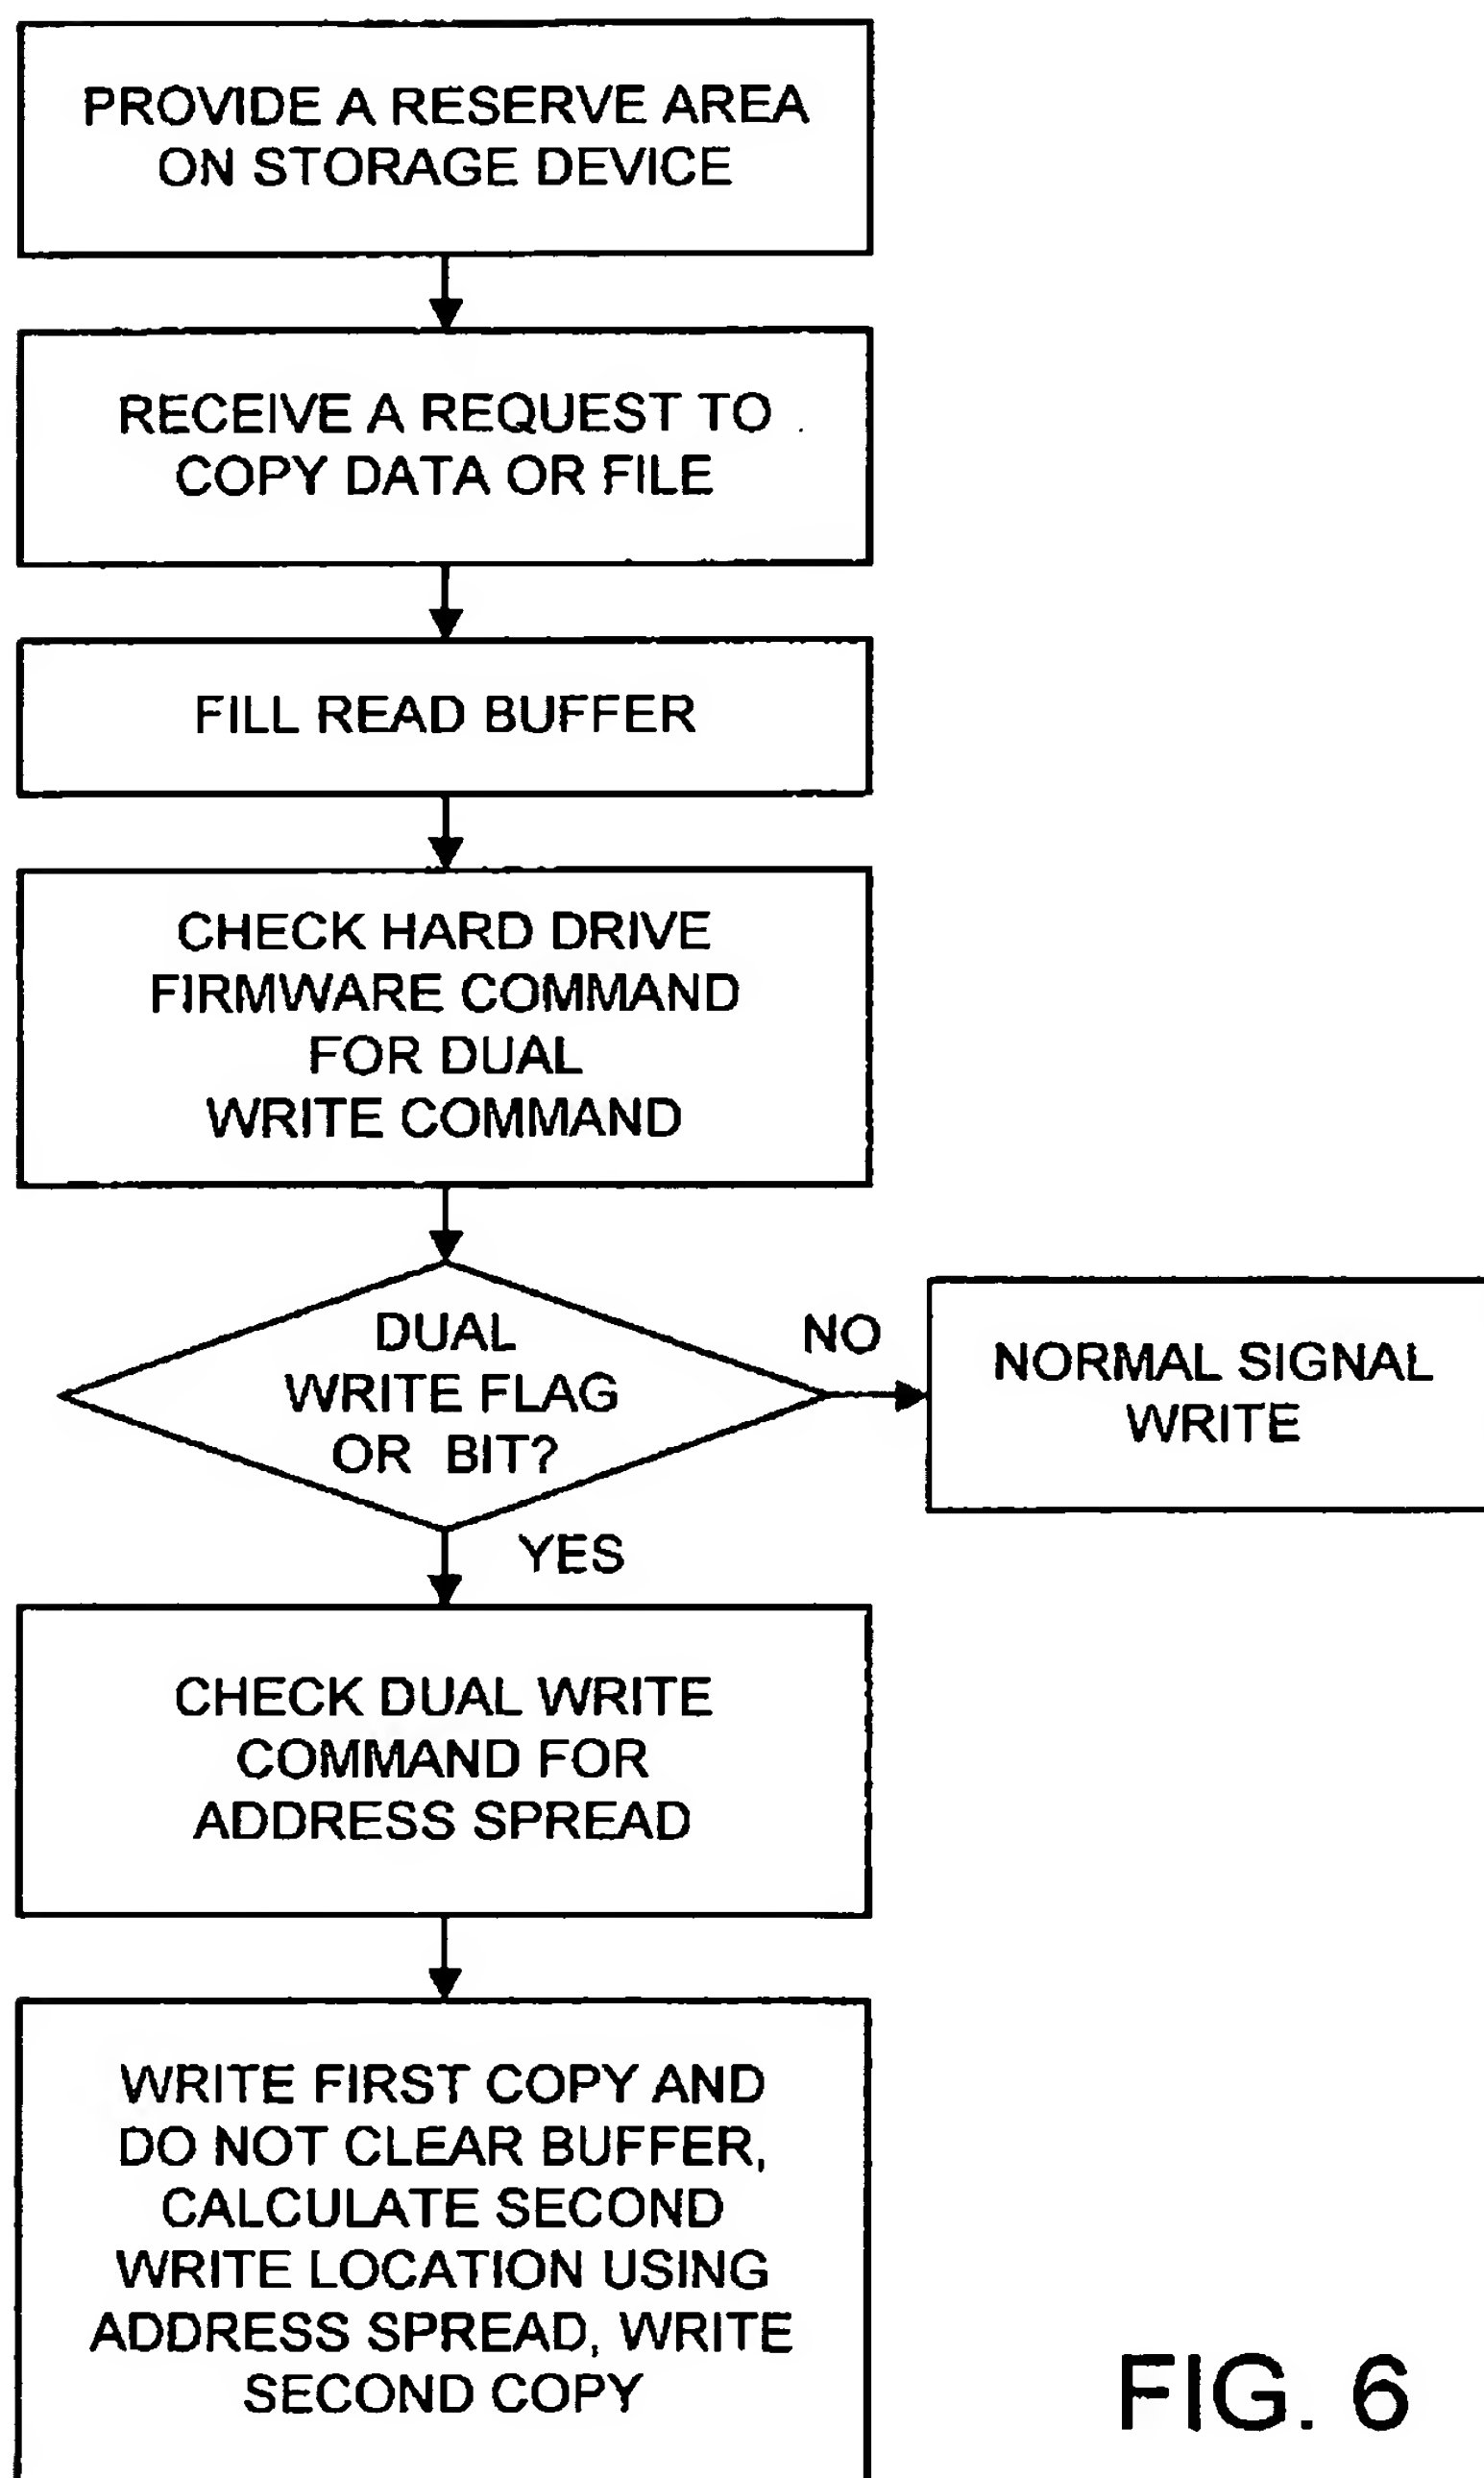 PROVIDE A RESERVE AREA
ON STORAGE DEVICE
RECEIVE A REQUEST TO
COPY DATA OR FILE
FILL READ BUFFER
CHECK HARD DRIVE
FIRMWARE COMMAND
FOR DUAL
WRITE COMMAND
DUAL
WRITE FLAG
OR BIT?
NO
NORMAL SIGNAL
WRITE
YES
CHECK DUAL WRITE
COMMAND FOR
ADDRESS SPREAD
WRITE FIRST COPY AND
DO NOT CLEAR BUFFER,
CALCULATE SECOND
WRITE LOCATION USING
ADDRESS SPREAD, WRITE
SECOND COPY
FIG. 6